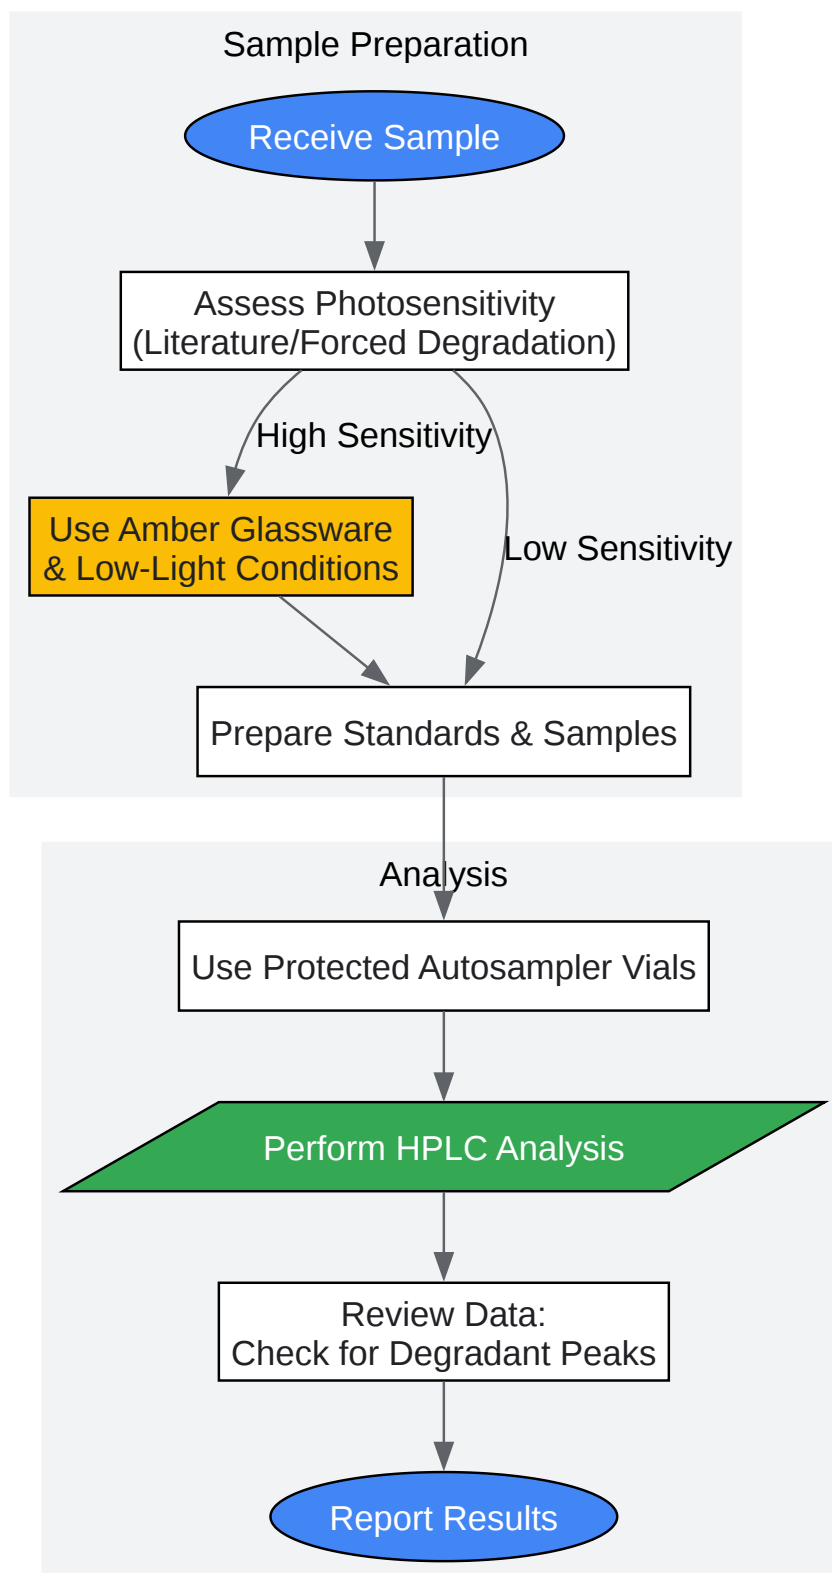 Sample Preparation
Receive Sample
Assess Photosensitivity
(Literature/Forced Degradation)
High Sensitivity
Use Amber Glassware
& Low-Light Conditions
Low Sensitivity
Prepare Standards & Samples
Analysis
Use Protected Autosampler Vials
Perform HPLC Analysis
Review Data:
Check for Degradant Peaks
Report Results